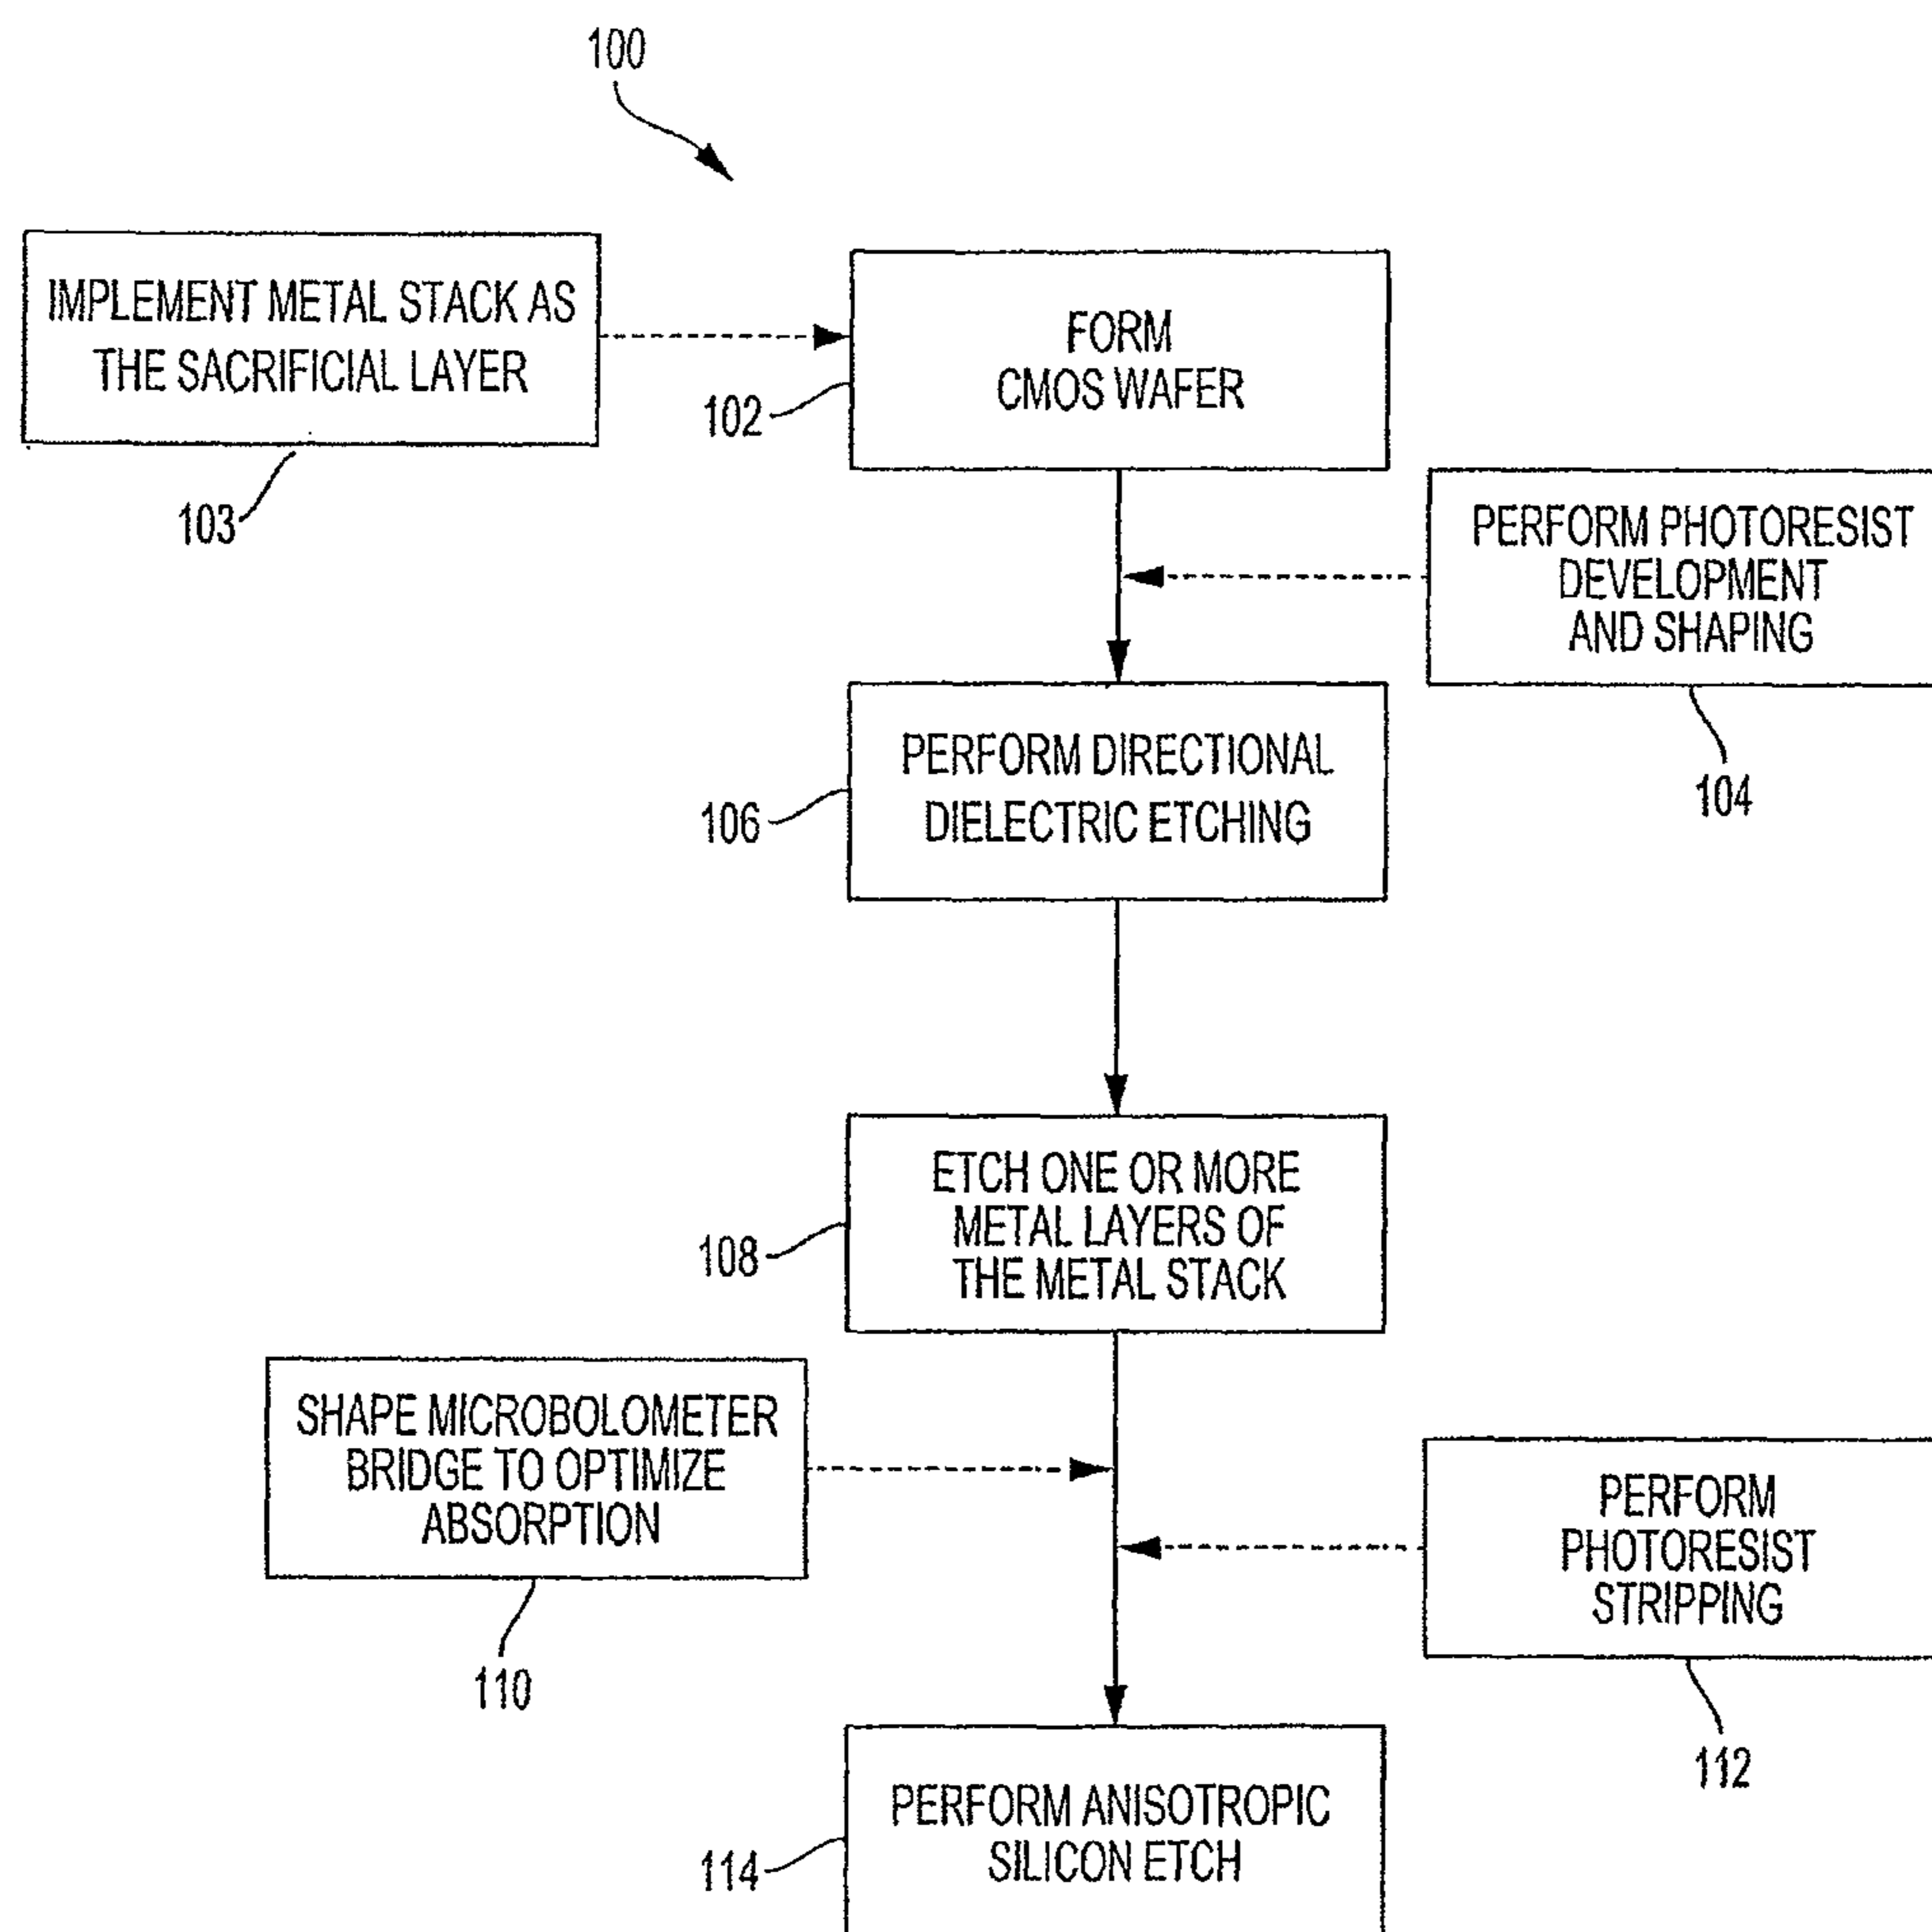 100
IMPLEMENT METAL STACK AS
THE SACRIFICIAL LAYER
103
FORM
CMOS WAFER
102
PERFORM PHOTORESIST
DEVELOPMENT
AND SHAPING
104
PERFORM DIRECTIONAL
DIELECTRIC ETCHING
106
ETCH ONE OR MORE
METAL LAYERS OF
THE METAL STACK
108
SHAPE MICROBOLOMETER
BRIDGE TO OPTIMIZE
ABSORPTION
110
PERFORM
PHOTORESIST
STRIPPING
112
PERFORM ANISOTROPIC
SILICON ETCH
114